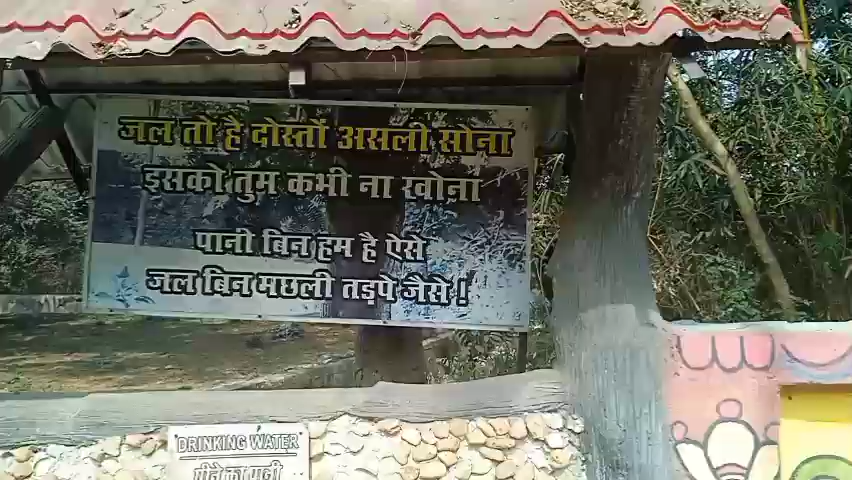 जल तो है दोस्तों असली सोना
इसको तुम कभी ना खोना
पानी बिन हम है ऐसे
जल बिन मछली तड़पे जैसे !
DRINKING WATER
पीने का पानी